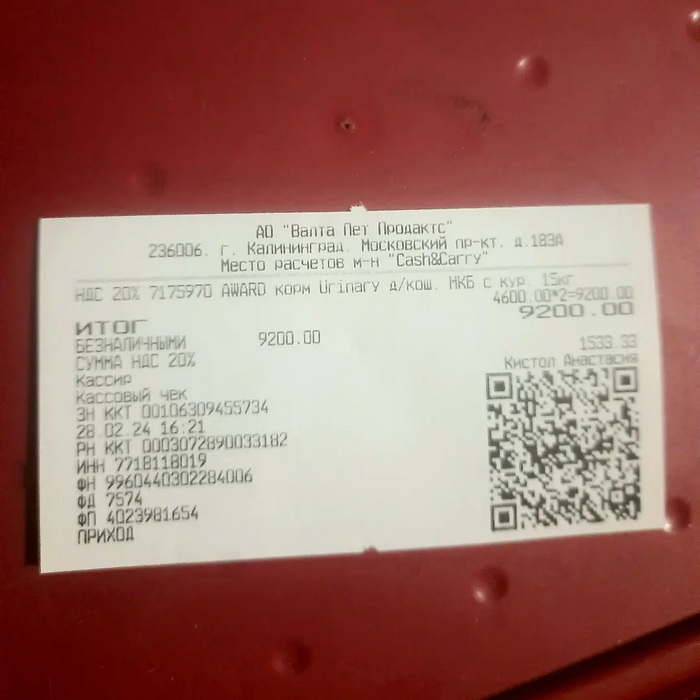 АО "Валта Пет Продактс"
236006. г. Калининград. Московский пр-кт. д.183А
Место расчетов м-н "Cash&Carry"
НДС 20% 7175970 AWARD корм Urinary д/кош. МКБ с кур. 15кг
4600.00*2=9200.00
ИТОГ 9200.00
БЕЗНАЛИЧНЫМИ 9200.00
СУММА НДС 20% 1533.33
Кассир Кистол Анастасия
Кассовый чек
ЗН ККТ 00106309455734
28.02.24 16:21
РН ККТ 0003072890033182
ИНН 7718118019
ФН 9960440302284006
ФД 7574
ФП 4023981654
ПРИХОД